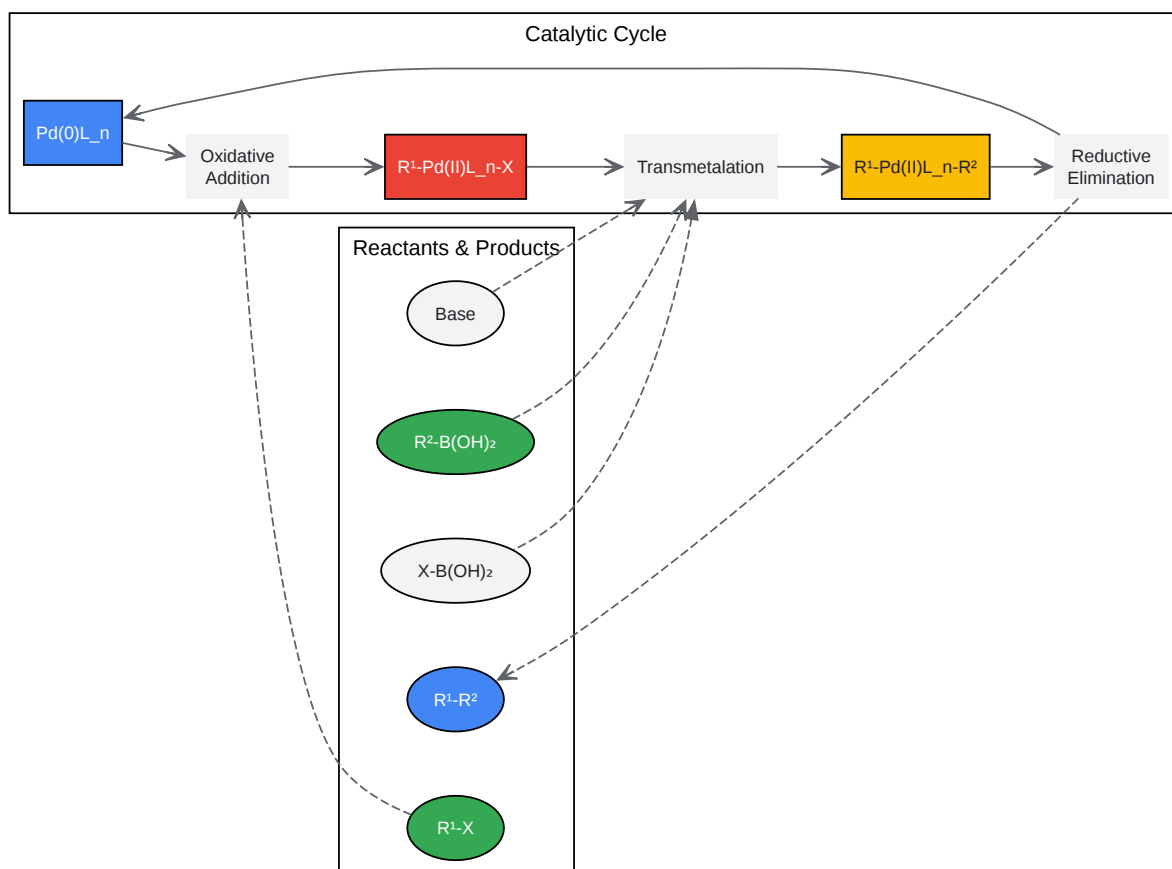 Catalytic Cycle
Pd(0)L_n
Oxidative
Addition
R¹-Pd(II)L_n-X
Transmetalation
R¹-Pd(II)L_n-R²
Reductive
Elimination
Reactants & Products
Base
R²-B(OH)₂
X-B(OH)₂
R¹-R²
R¹-X